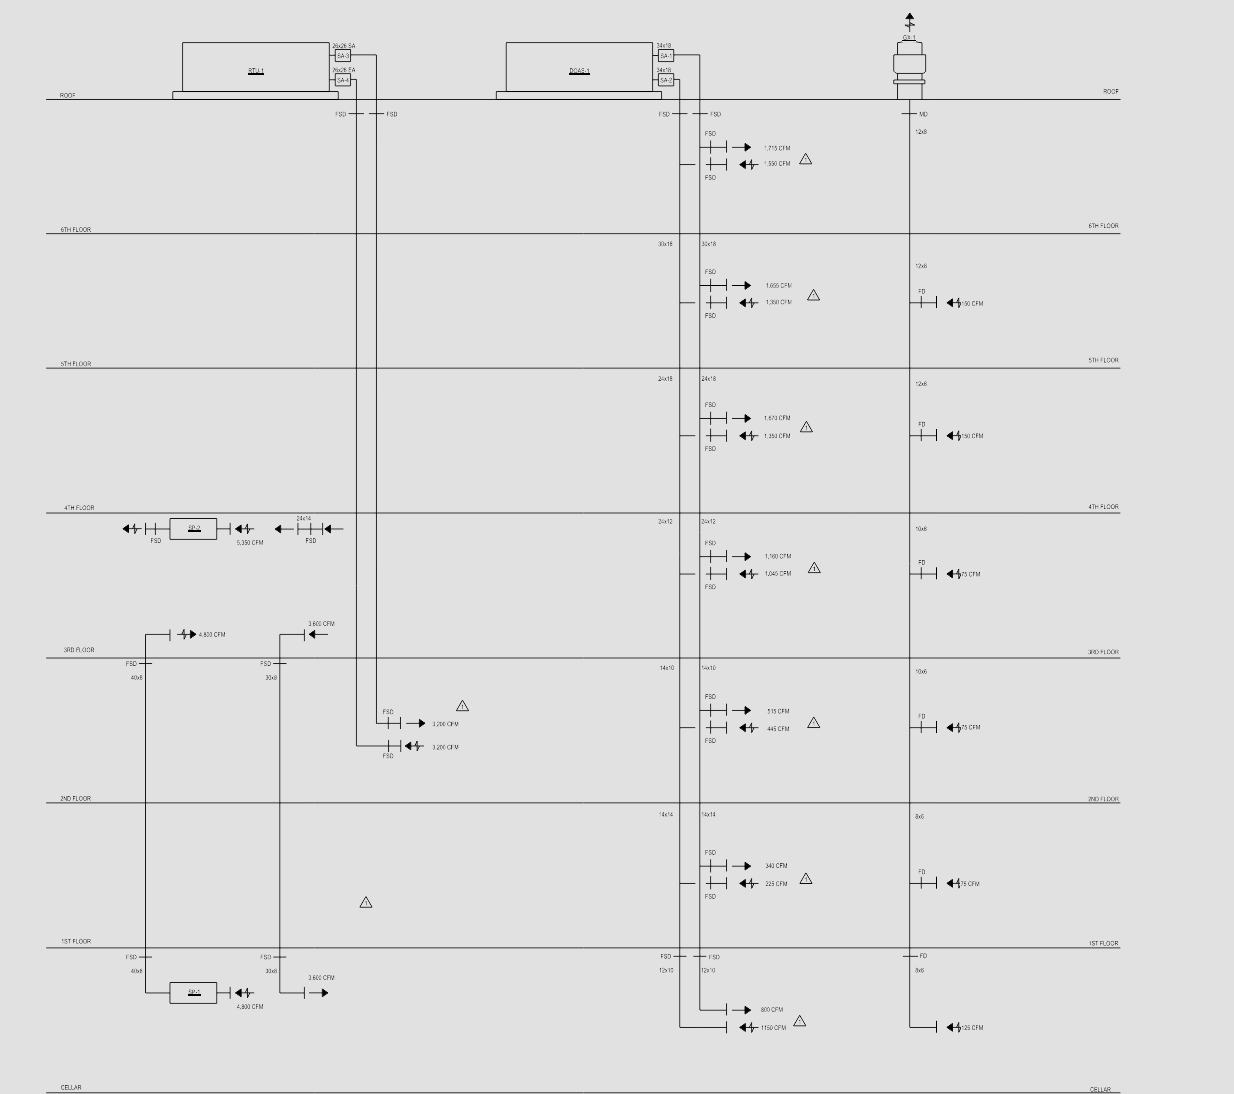 GX-1
26x26 SA
SA-3
26x26 EA
SA-4
RTU-1
34x18
SA-1
34x18
SA-2
DOAS-1
ROOF
ROOF
FSD
FSD
FSD
FSD
MD
12x8
FSD
1,715 CFM
1,550 CFM
FSD
6TH FLOOR
6TH FLOOR
30x18
30x18
12x8
FSD
1,655 CFM
1,350 CFM
FSD
FD
150 CFM
5TH FLOOR
5TH FLOOR
24x18
24x18
12x8
FSD
1,670 CFM
1,350 CFM
FSD
FD
150 CFM
4TH FLOOR
4TH FLOOR
24x14
24x12
24x12
SP-2
FSD
5,350 CFM
FSD
10x8
FSD
1,160 CFM
1,045 CFM
FSD
FD
75 CFM
3,600 CFM
4,800 CFM
3RD FLOOR
3RD FLOOR
FSD
FSD
40x8
30x8
14x10
14x10
10x6
FSD
3,200 CFM
3,200 CFM
FSD
FSD
515 CFM
445 CFM
FSD
FD
75 CFM
2ND FLOOR
2ND FLOOR
14x14
14x14
8x6
FSD
340 CFM
225 CFM
FSD
FD
75 CFM
1ST FLOOR
1ST FLOOR
FSD
FSD
FSD
FSD
FD
40x8
30x8
12x10
12x10
8x6
3,600 CFM
SP-1
4,800 CFM
800 CFM
1150 CFM
125 CFM
CELLAR
CELLAR